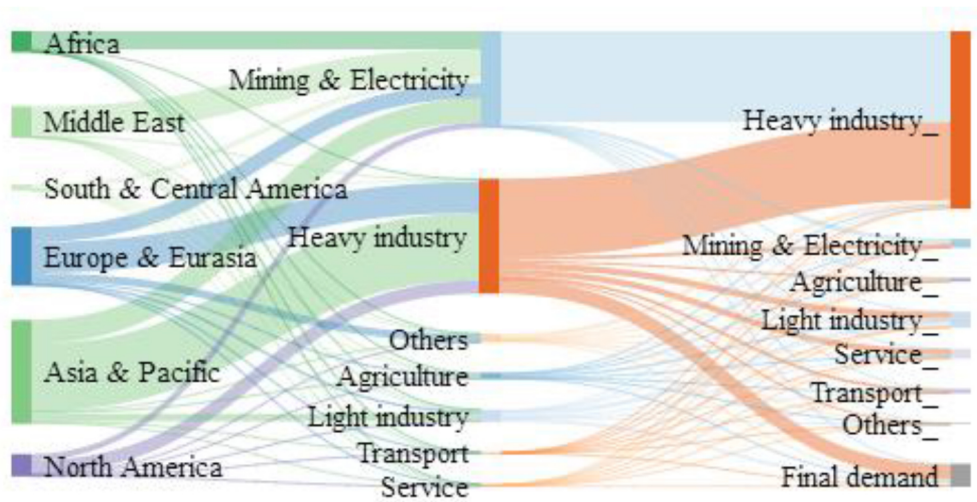 Africa
Middle East
South & Central America
Europe & Eurasia
Asia & Pacific
North America
Mining & Electricity
Heavy industry
Others
Agriculture
Light industry
Transport
Service
Heavy industry_
Mining & Electricity_
Agriculture_
Light industry_
Service_
Transport_
Others_
Final demand